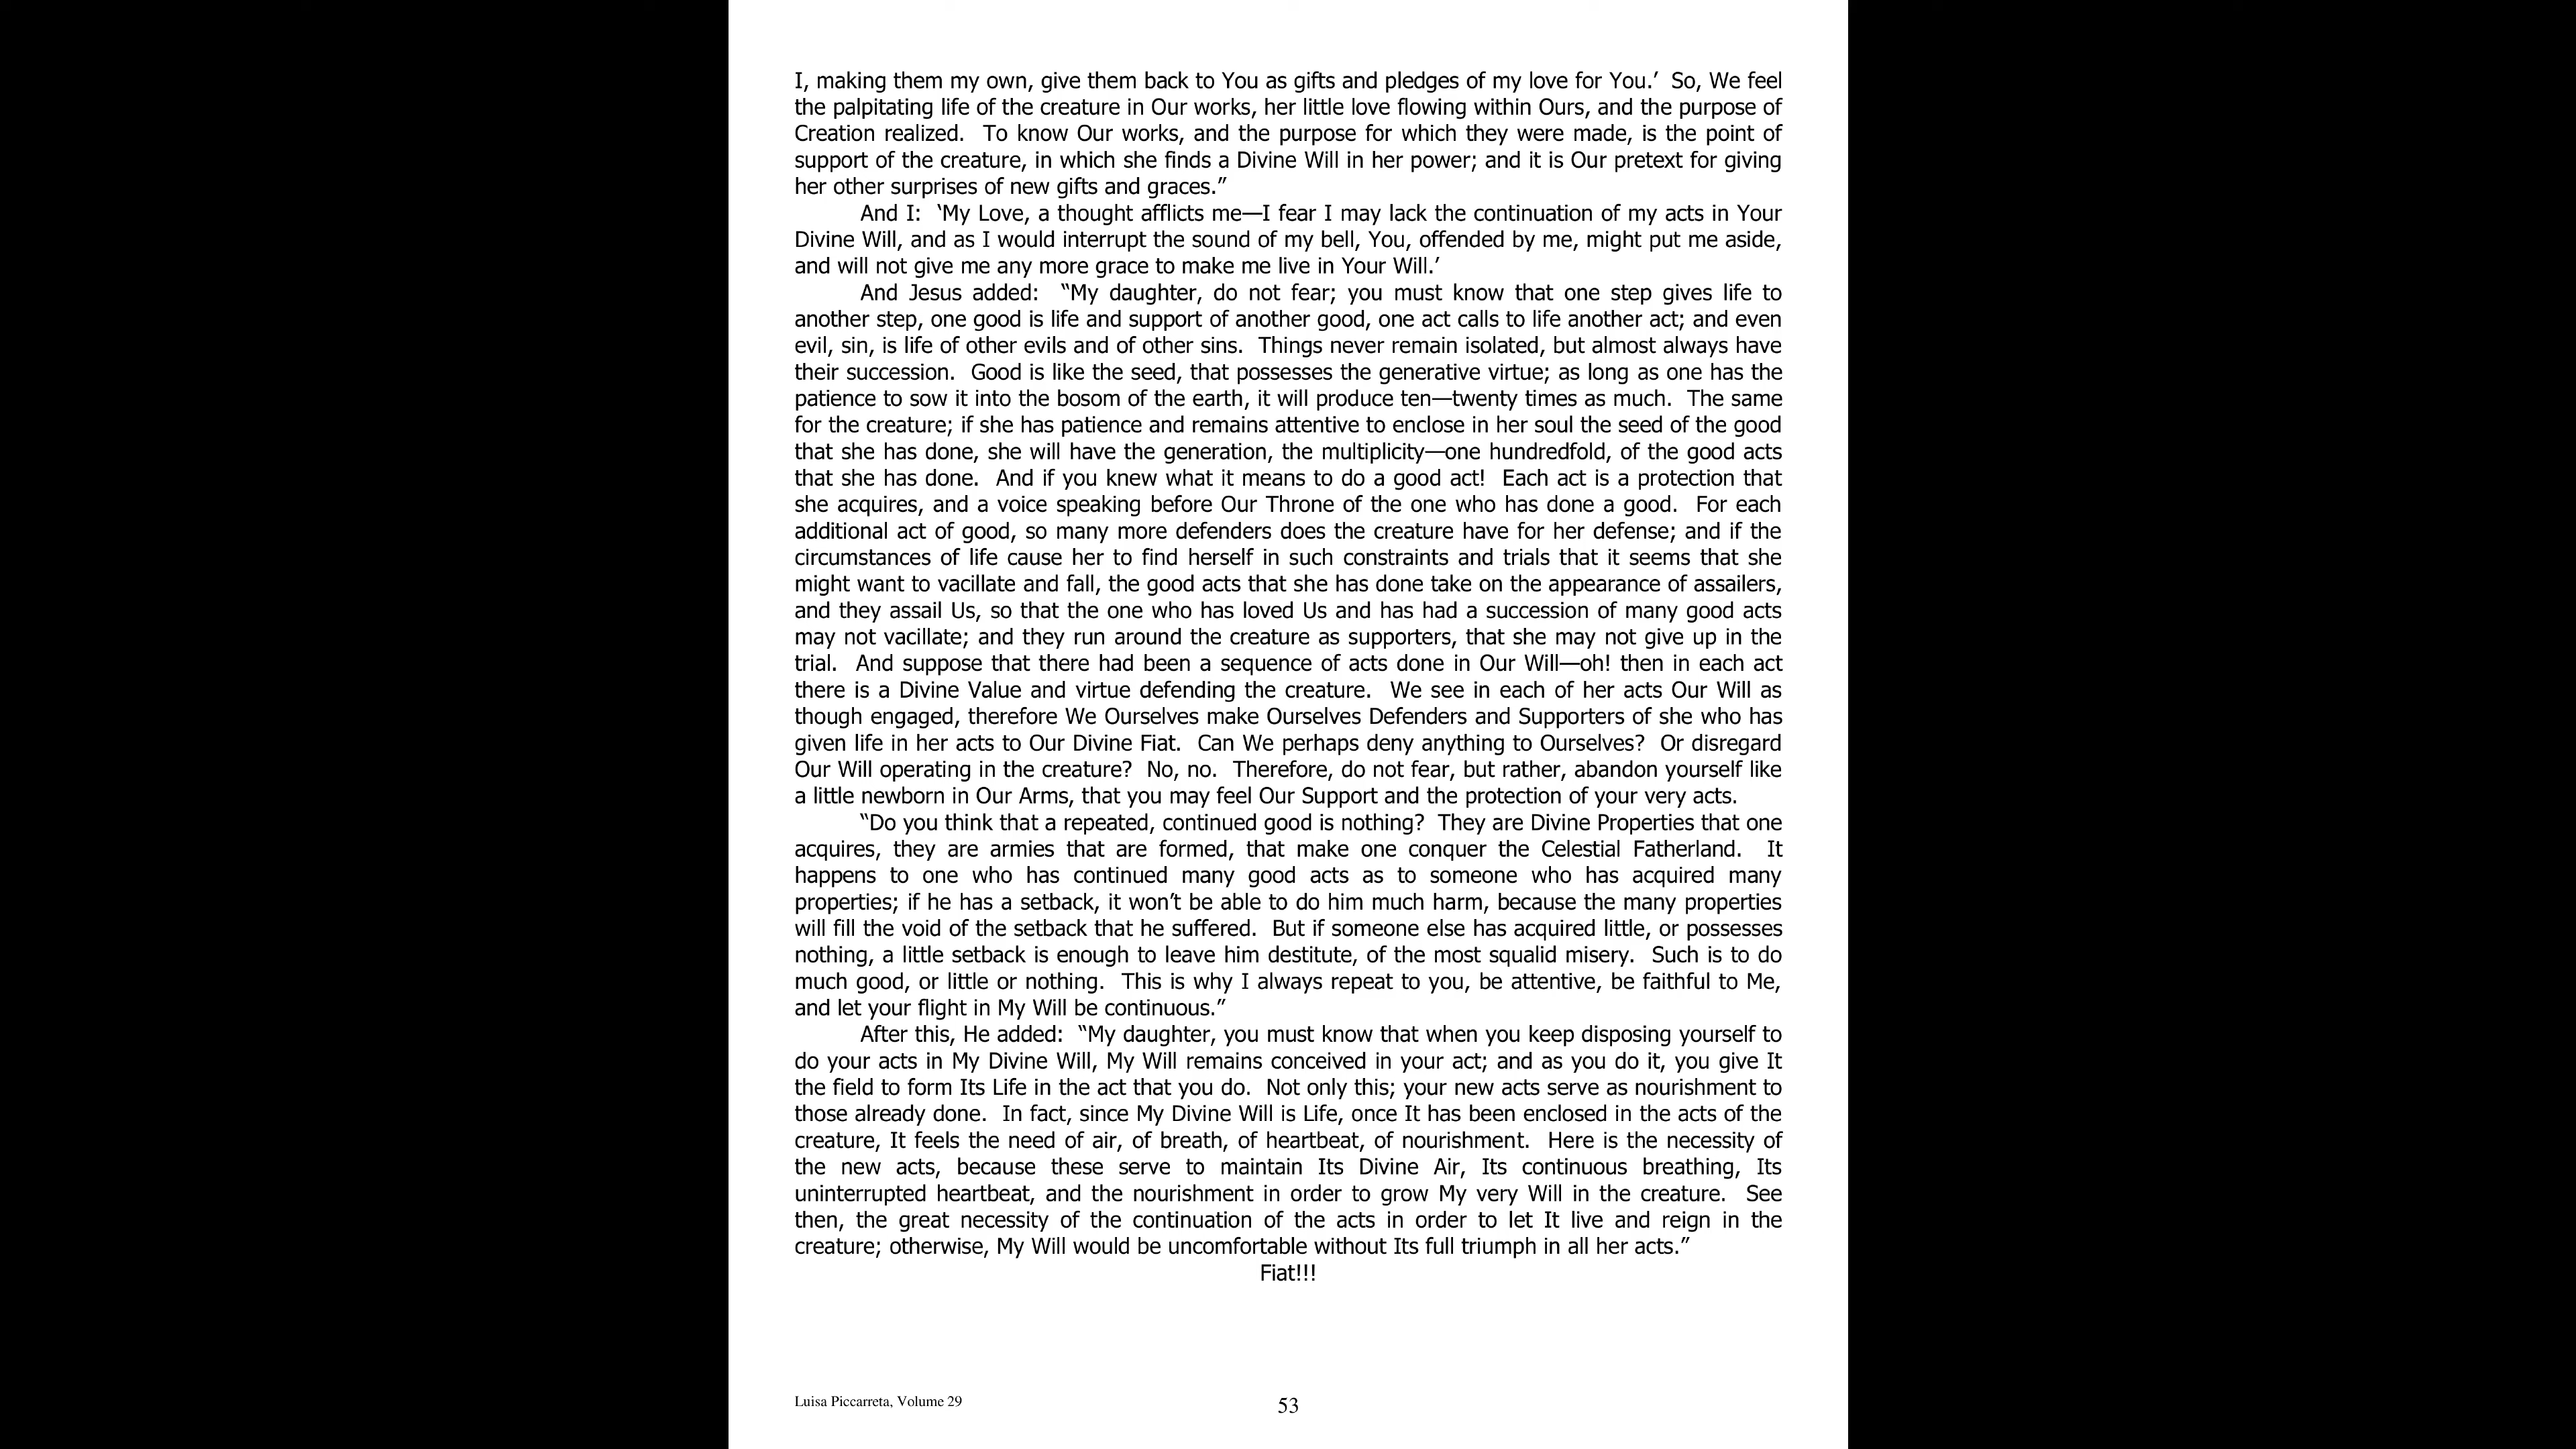 I, making them my own, give them back to You as gifts and pledges of my love for You.’ So, We feel
the palpitating life of the creature in Our works, her little love flowing within Ours, and the purpose of
Creation realized. To know Our works, and the purpose for which they were made, is the point of
support of the creature, in which she finds a Divine Will in her power; and it is Our pretext for giving
her other surprises of new gifts and graces.”
And I: ‘My Love, a thought afflicts me—I fear I may lack the continuation of my acts in Your
Divine Will, and as I would interrupt the sound of my bell, You, offended by me, might put me aside,
and will not give me any more grace to make me live in Your Will.’
And Jesus added: “My daughter, do not fear; you must know that one step gives life to
another step, one good is life and support of another good, one act calls to life another act; and even
evil, sin, is life of other evils and of other sins. Things never remain isolated, but almost always have
their succession. Good is like the seed, that possesses the generative virtue; as long as one has the
patience to sow it into the bosom of the earth, it will produce ten—twenty times as much. The same
for the creature; if she has patience and remains attentive to enclose in her soul the seed of the good
that she has done, she will have the generation, the multiplicity—one hundredfold, of the good acts
that she has done. And if you knew what it means to do a good act! Each act is a protection that
she acquires, and a voice speaking before Our Throne of the one who has done a good. For each
additional act of good, so many more defenders does the creature have for her defense; and if the
circumstances of life cause her to find herself in such constraints and trials that it seems that she
might want to vacillate and fall, the good acts that she has done take on the appearance of assailers,
and they assail Us, so that the one who has loved Us and has had a succession of many good acts
may not vacillate; and they run around the creature as supporters, that she may not give up in the
trial. And suppose that there had been a sequence of acts done in Our Will—oh! then in each act
there is a Divine Value and virtue defending the creature. We see in each of her acts Our Will as
though engaged, therefore We Ourselves make Ourselves Defenders and Supporters of she who has
given life in her acts to Our Divine Fiat. Can We perhaps deny anything to Ourselves? Or disregard
Our Will operating in the creature? No, no. Therefore, do not fear, but rather, abandon yourself like
a little newborn in Our Arms, that you may feel Our Support and the protection of your very acts.
“Do you think that a repeated, continued good is nothing? They are Divine Properties that one
acquires, they are armies that are formed, that make one conquer the Celestial Fatherland. It
happens to one who has continued many good acts as to someone who has acquired many
properties; if he has a setback, it won’t be able to do him much harm, because the many properties
will fill the void of the setback that he suffered. But if someone else has acquired little, or possesses
nothing, a little setback is enough to leave him destitute, of the most squalid misery. Such is to do
much good, or little or nothing. This is why I always repeat to you, be attentive, be faithful to Me,
and let your flight in My Will be continuous.”
After this, He added: “My daughter, you must know that when you keep disposing yourself to
do your acts in My Divine Will, My Will remains conceived in your act; and as you do it, you give It
the field to form Its Life in the act that you do. Not only this; your new acts serve as nourishment to
those already done. In fact, since My Divine Will is Life, once It has been enclosed in the acts of the
creature, It feels the need of air, of breath, of heartbeat, of nourishment. Here is the necessity of
the new acts, because these serve to maintain Its Divine Air, Its continuous breathing, Its
uninterrupted heartbeat, and the nourishment in order to grow My very Will in the creature. See
then, the great necessity of the continuation of the acts in order to let It live and reign in the
creature; otherwise, My Will would be uncomfortable without Its full triumph in all her acts.”
Fiat!!!
Luisa Piccarreta, Volume 29
53